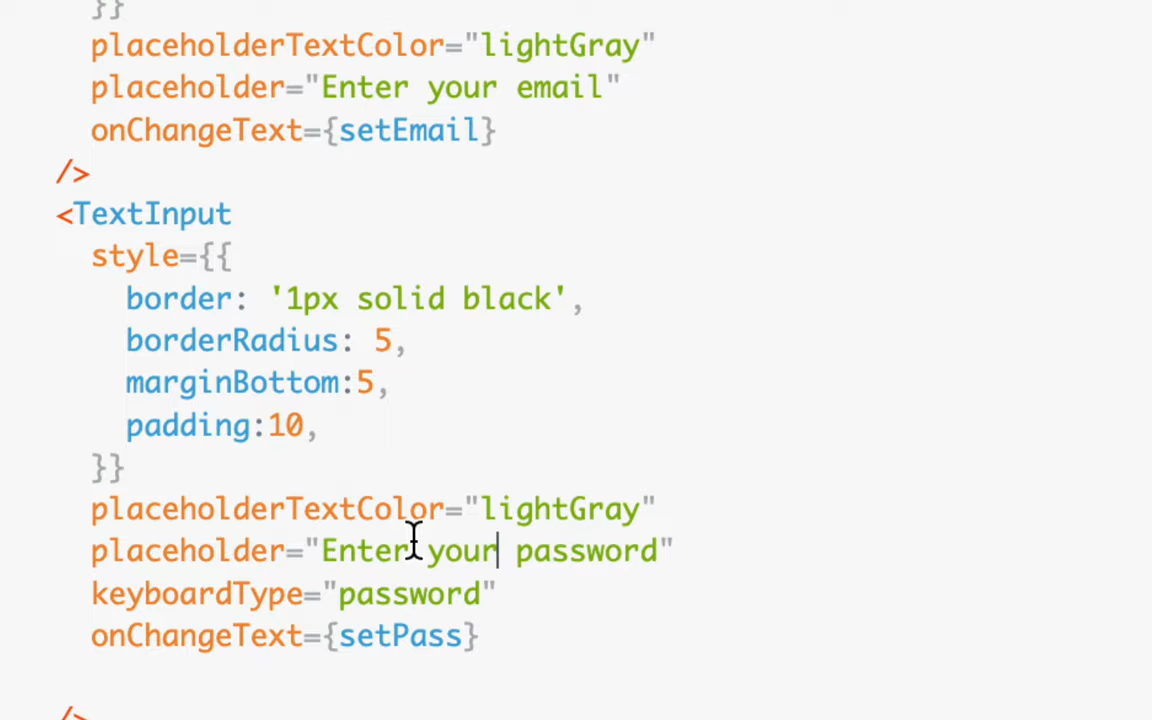 }}
placeholderTextColor="lightGray"
placeholder="Enter your email"
onChangeText={setEmail}
/>
<TextInput
style={{
border: '1px solid black',
borderRadius: 5,
marginBottom:5,
padding:10,
}}
placeholderTextColor="lightGray"
placeholder="Enter your password"
keyboardType="password"
onChangeText={setPass}
/>